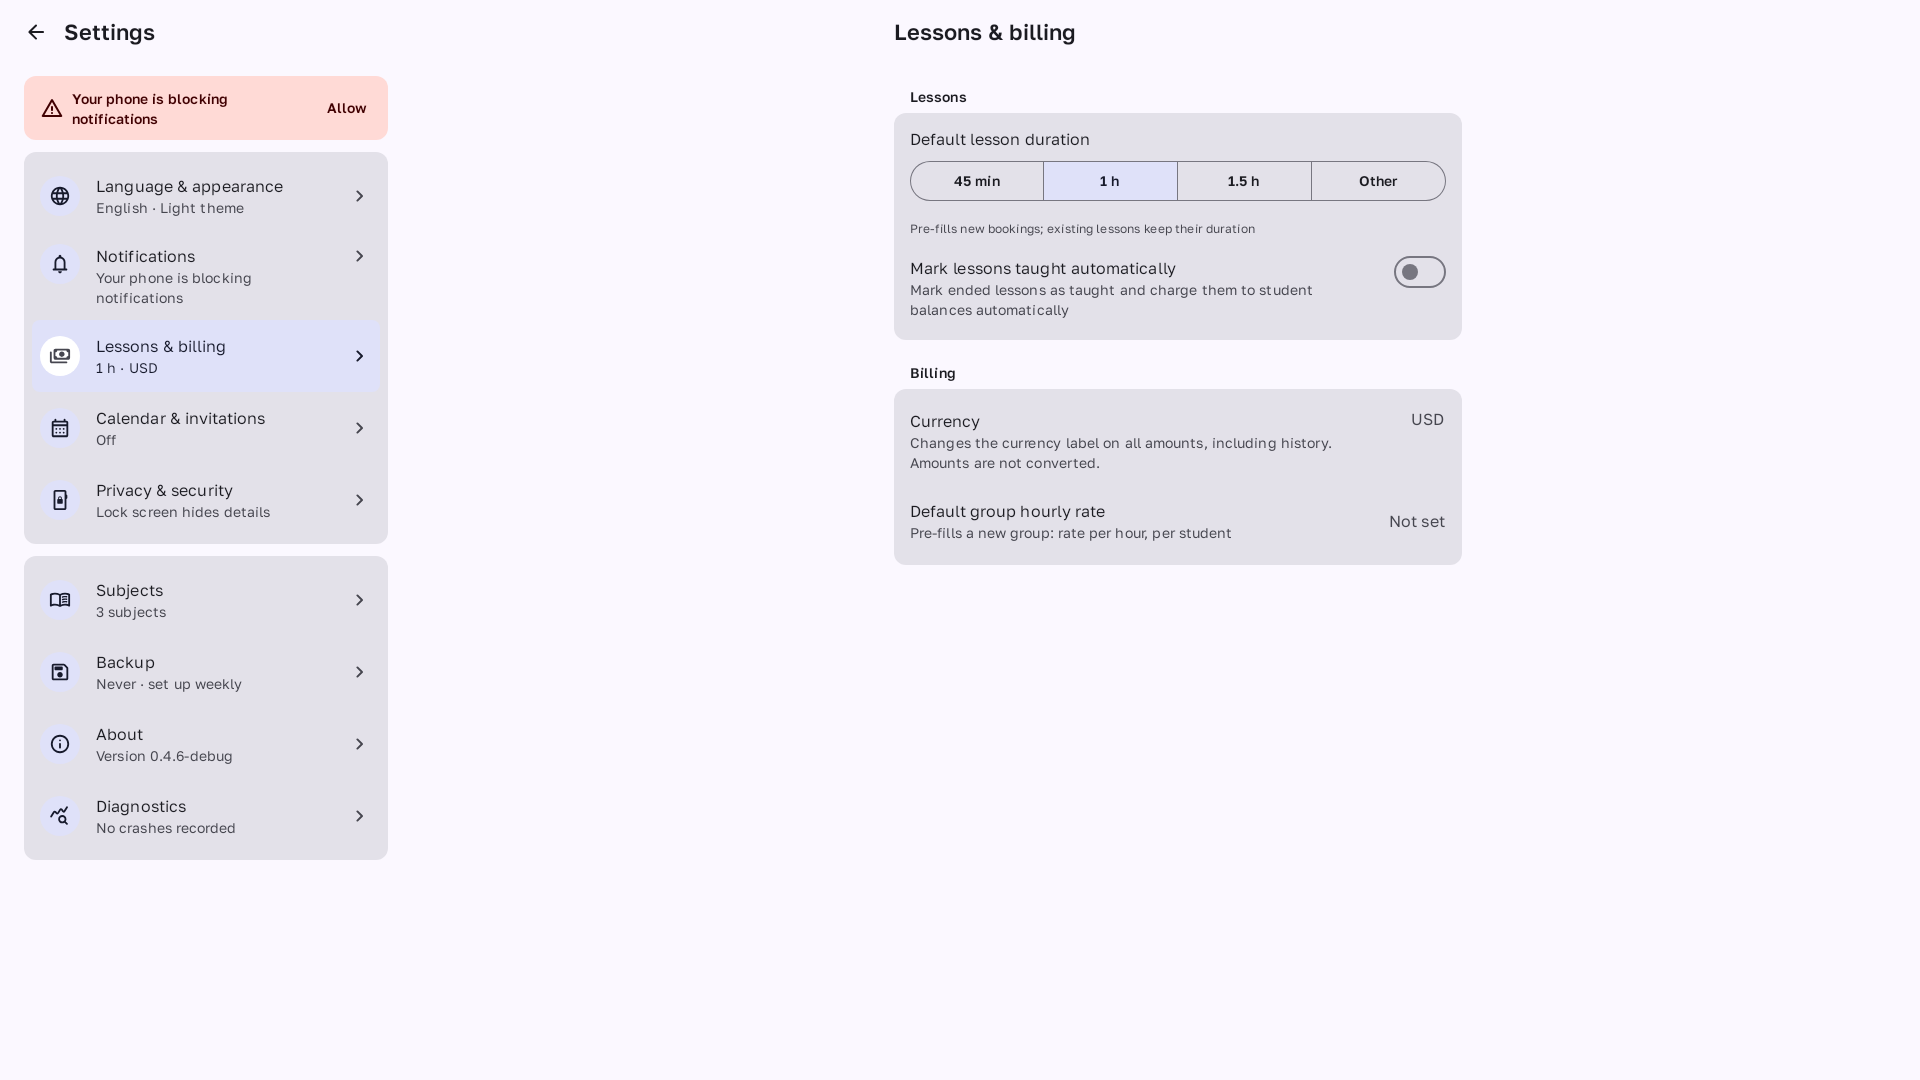 Settings
Your phone is blocking
notifications
Allow
Language & appearance
English · Light theme
Notifications
Your phone is blocking
notifications
Lessons & billing
1 h · USD
Calendar & invitations
Off
Privacy & security
Lock screen hides details
Subjects
3 subjects
Backup
Never · set up weekly
About
Version 0.4.6-debug
Diagnostics
No crashes recorded
Lessons & billing
Lessons
Default lesson duration
45 min
1 h
1.5 h
Other
Pre-fills new bookings; existing lessons keep their duration
Mark lessons taught automatically
Mark ended lessons as taught and charge them to student
balances automatically
Billing
Currency
USD
Changes the currency label on all amounts, including history.
Amounts are not converted.
Default group hourly rate
Not set
Pre-fills a new group: rate per hour, per student